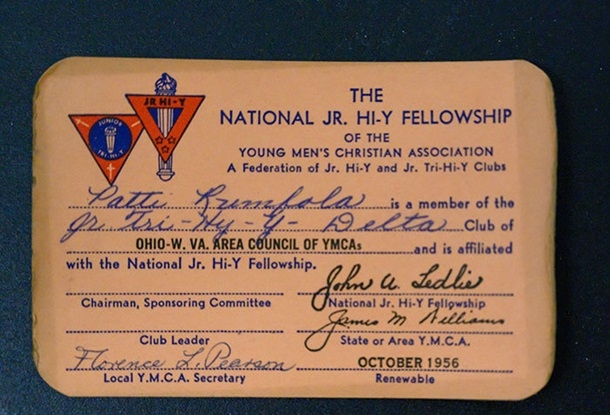 JR HI-Y
JUNIOR
TRI-HI-Y
THE
NATIONAL JR. HI-Y FELLOWSHIP
OF THE
YOUNG MEN'S CHRISTIAN ASSOCIATION
A Federation of Jr. Hi-Y and Jr. Tri-Hi-Y Clubs
Patti Rumfola is a member of the
Jr. Tri-Hy-Y- Delta Club of
OHIO-W. VA. AREA COUNCIL OF YMCAs and is affiliated
with the National Jr. Hi-Y Fellowship.
John A. Ledlie
Chairman, Sponsoring Committee National Jr. Hi-Y Fellowship
James M Williams
Club Leader State or Area Y.M.C.A.
Florence L. Pearson OCTOBER 1956
Local Y.M.C.A. Secretary Renewable